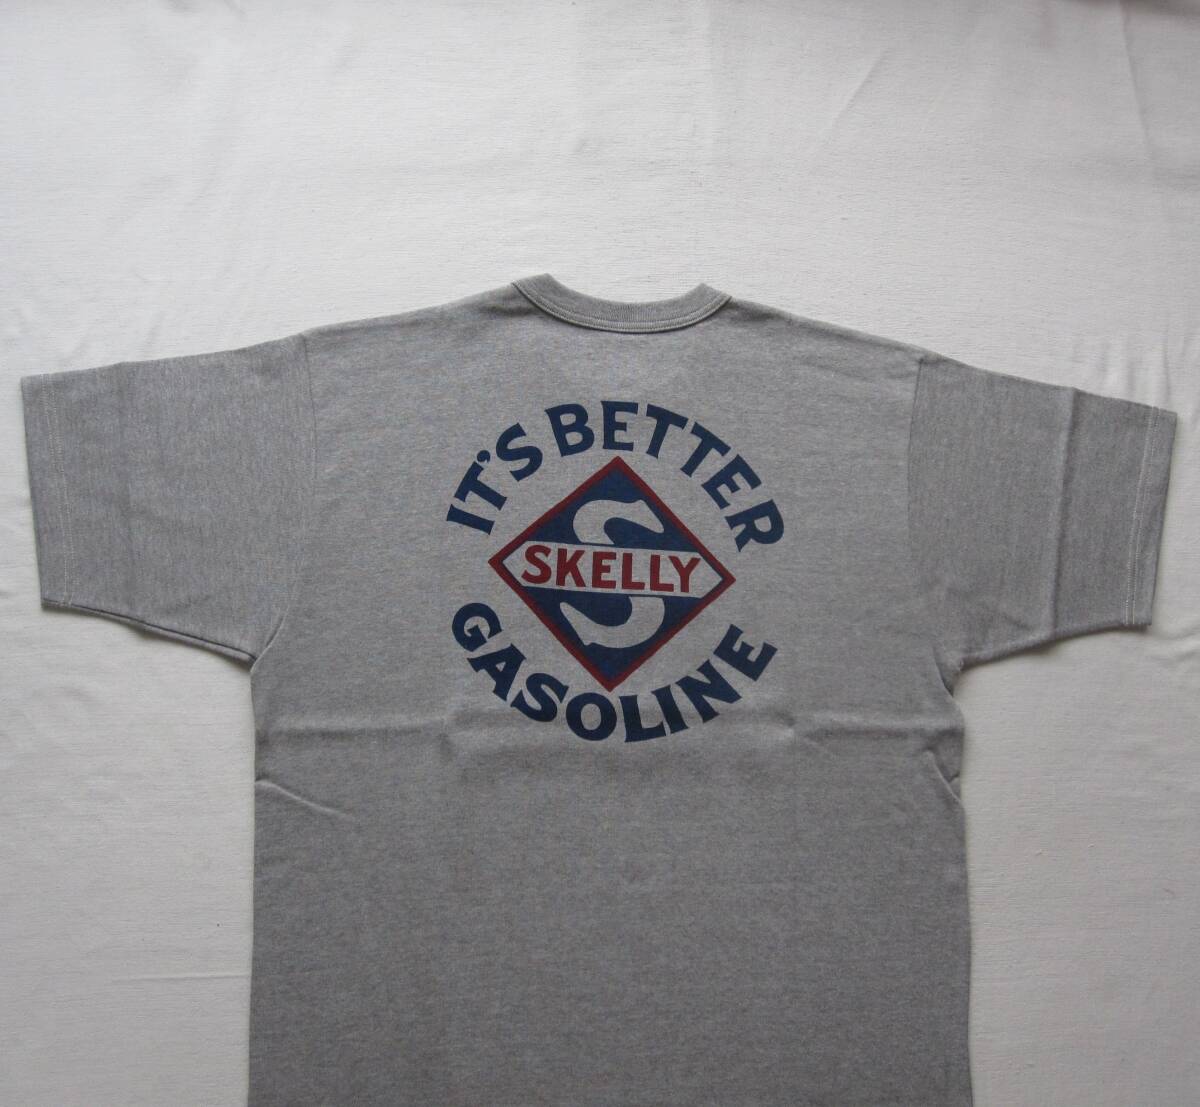 IT'S BETTER
S
SKELLY
GASOLINE